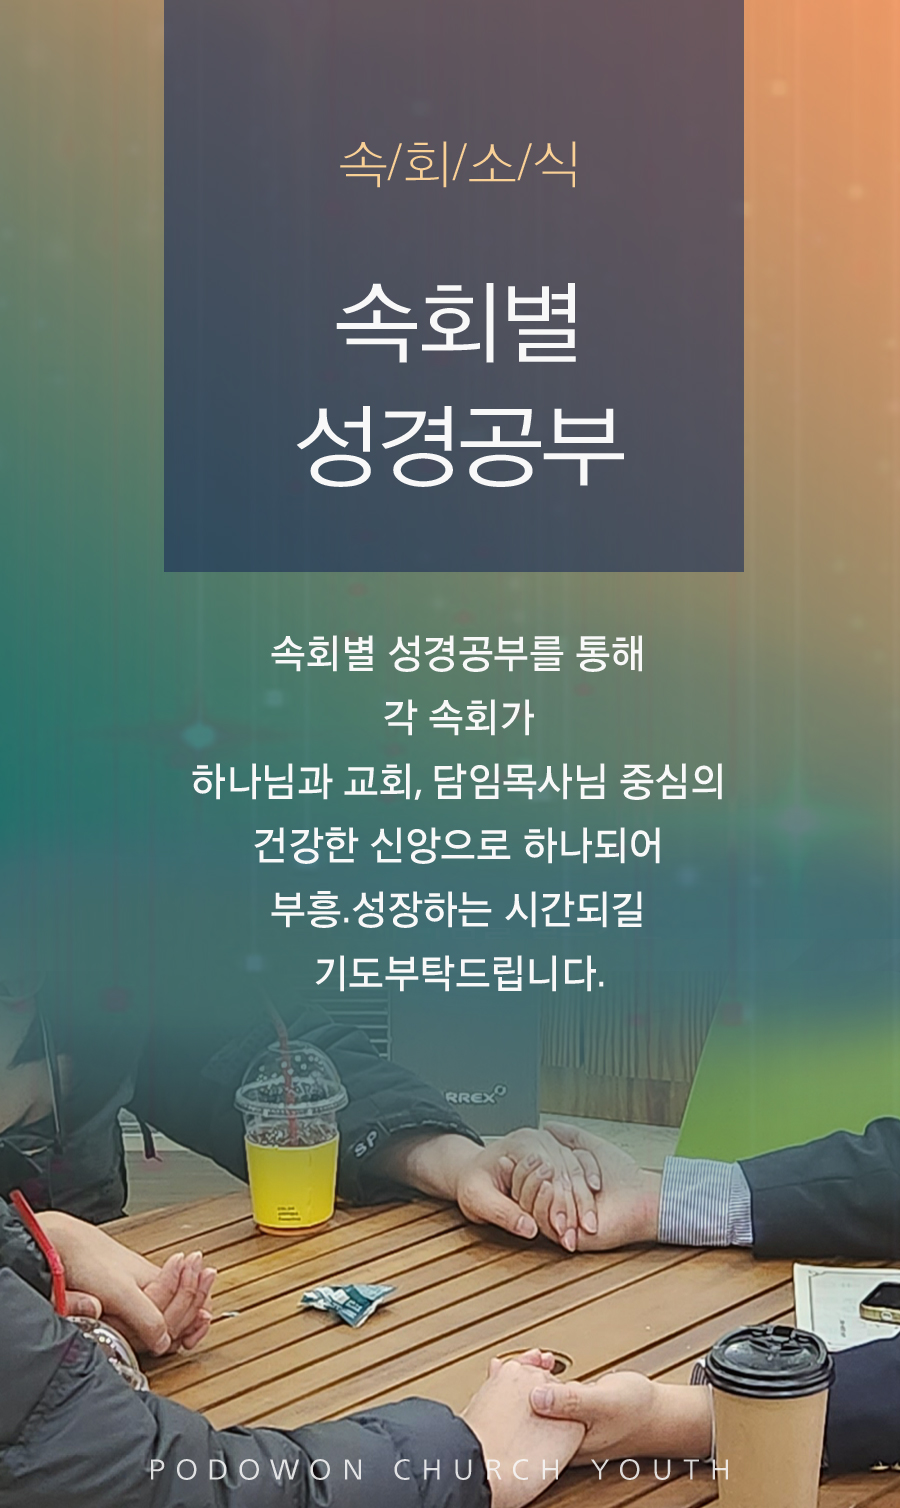 속/회/소/식
속회별
성경공부
속회별 성경공부를 통해
각 속회가
하나님과 교회, 담임목사님 중심의
건강한 신앙으로 하나되어
부흥.성장하는 시간되길
기도부탁드립니다.
RREX
SP
PODOWON CHURCH YOUTH